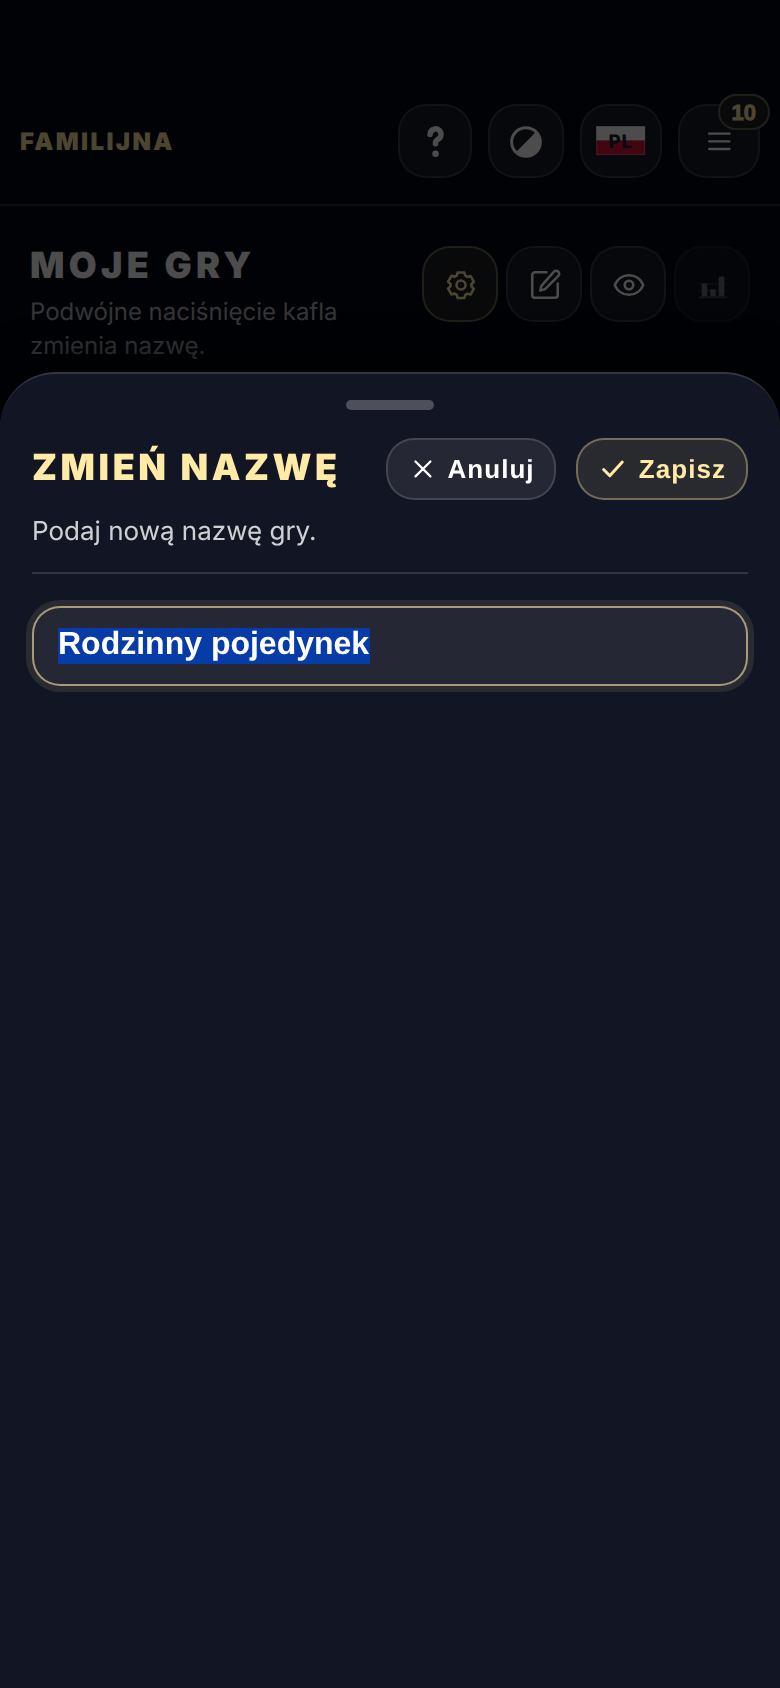 FAMILIJNA
?
PL
10
MOJE GRY
Podwójne naciśnięcie kafla
zmienia nazwę.
ZMIEŃ NAZWĘ
Anuluj
Zapisz
Podaj nową nazwę gry.
Rodzinny pojedynek